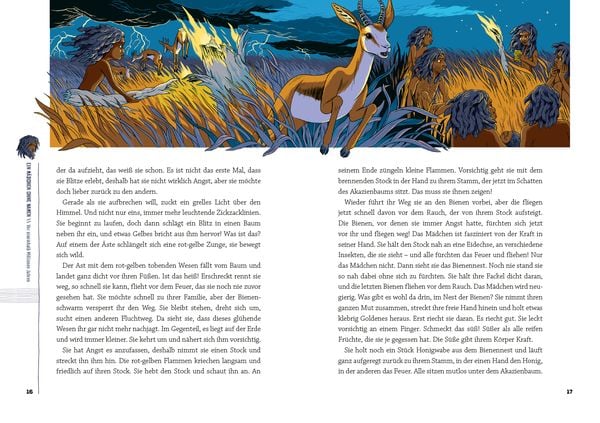 EIN MÄDCHEN OHNE NAMEN
der da aufzieht, das weiß sie schon. Es ist nicht das erste Mal, dass
sie Blitze erlebt, deshalb hat sie nicht wirklich Angst, aber sie möchte
doch lieber zurück zu den andern.
Gerade als sie aufbrechen will, zuckt ein grelles Licht über den
Himmel. Und nicht nur eins, immer mehr leuchtende Zickzacklinien.
Sie beginnt zu laufen, doch dann schlägt ein Blitz in einen Baum
neben ihr ein, und etwas Gelbes bricht aus ihm hervor! Was ist das?
Auf einem der Äste schlängelt sich eine rot-gelbe Zunge, sie bewegt
sich wild.
Der Ast mit dem rot-gelben tobenden Wesen fällt vom Baum und
landet ganz dicht vor ihren Füßen. Ist das heiß! Erschreckt rennt sie
weg, so schnell sie kann, flieht vor dem Feuer, das sie noch nie zuvor
gesehen hat. Sie möchte schnell zu ihrer Familie, aber der Bienen-
schwarm versperrt ihr den Weg. Sie bleibt stehen, dreht sich um,
sucht einen anderen Fluchtweg. Da sieht sie, dass dieses glühende
Wesen ihr gar nicht mehr nachjagt. Im Gegenteil, es liegt auf der Erde
und wird immer kleiner. Sie kehrt um und nähert sich ihm vorsichtig.
Sie hat Angst es anzufassen, deshalb nimmt sie einen Stock und
streckt ihn ihm hin. Die rot-gelben Flammen kriechen langsam und
friedlich auf ihren Stock. Sie hebt den Stock und schaut ihn an. An
16
seinem Ende züngeln kleine Flammen. Vorsichtig geht sie mit dem
brennenden Stock in der Hand zu ihrem Stamm, der jetzt im Schatten
des Akazienbaums sitzt. Das muss sie ihnen zeigen!
Wieder führt ihr Weg sie an den Bienen vorbei, aber die fliegen
jetzt schnell davon vor dem Rauch, der von ihrem Stock aufsteigt.
Die Bienen, vor denen sie immer Angst hatte, fürchten sich jetzt
vor ihr und fliegen weg! Das Mädchen ist fasziniert von der Kraft in
seiner Hand. Sie hält den Stock nah an eine Eidechse, an verschiedene
Insekten, die sie sieht – und alle fürchten das Feuer und fliehen! Nur
das Mädchen nicht. Dann sieht sie das Bienennest. Noch nie stand sie
so nah dabei ohne sich zu fürchten. Sie hält ihre Fackel dicht daran,
und die letzten Bienen fliehen vor dem Rauch. Das Mädchen wird neu-
gierig. Was gibt es wohl da drin, im Nest der Bienen? Sie nimmt ihren
ganzen Mut zusammen, streckt ihre freie Hand hinein und holt etwas
klebrig Goldenes heraus. Erst riecht sie daran. Es riecht gut. Sie leckt
vorsichtig an einem Finger. Schmeckt das süß! Süßer als alle reifen
Früchte, die sie je gegessen hat. Die Süße gibt ihrem Körper Kraft.
Sie holt noch ein Stück Honigwabe aus dem Bienennest und läuft
ganz aufgeregt zurück zu ihrem Stamm, in der einen Hand den Honig,
in der anderen das Feuer. Alle sitzen mutlos unter dem Akazienbaum.
17